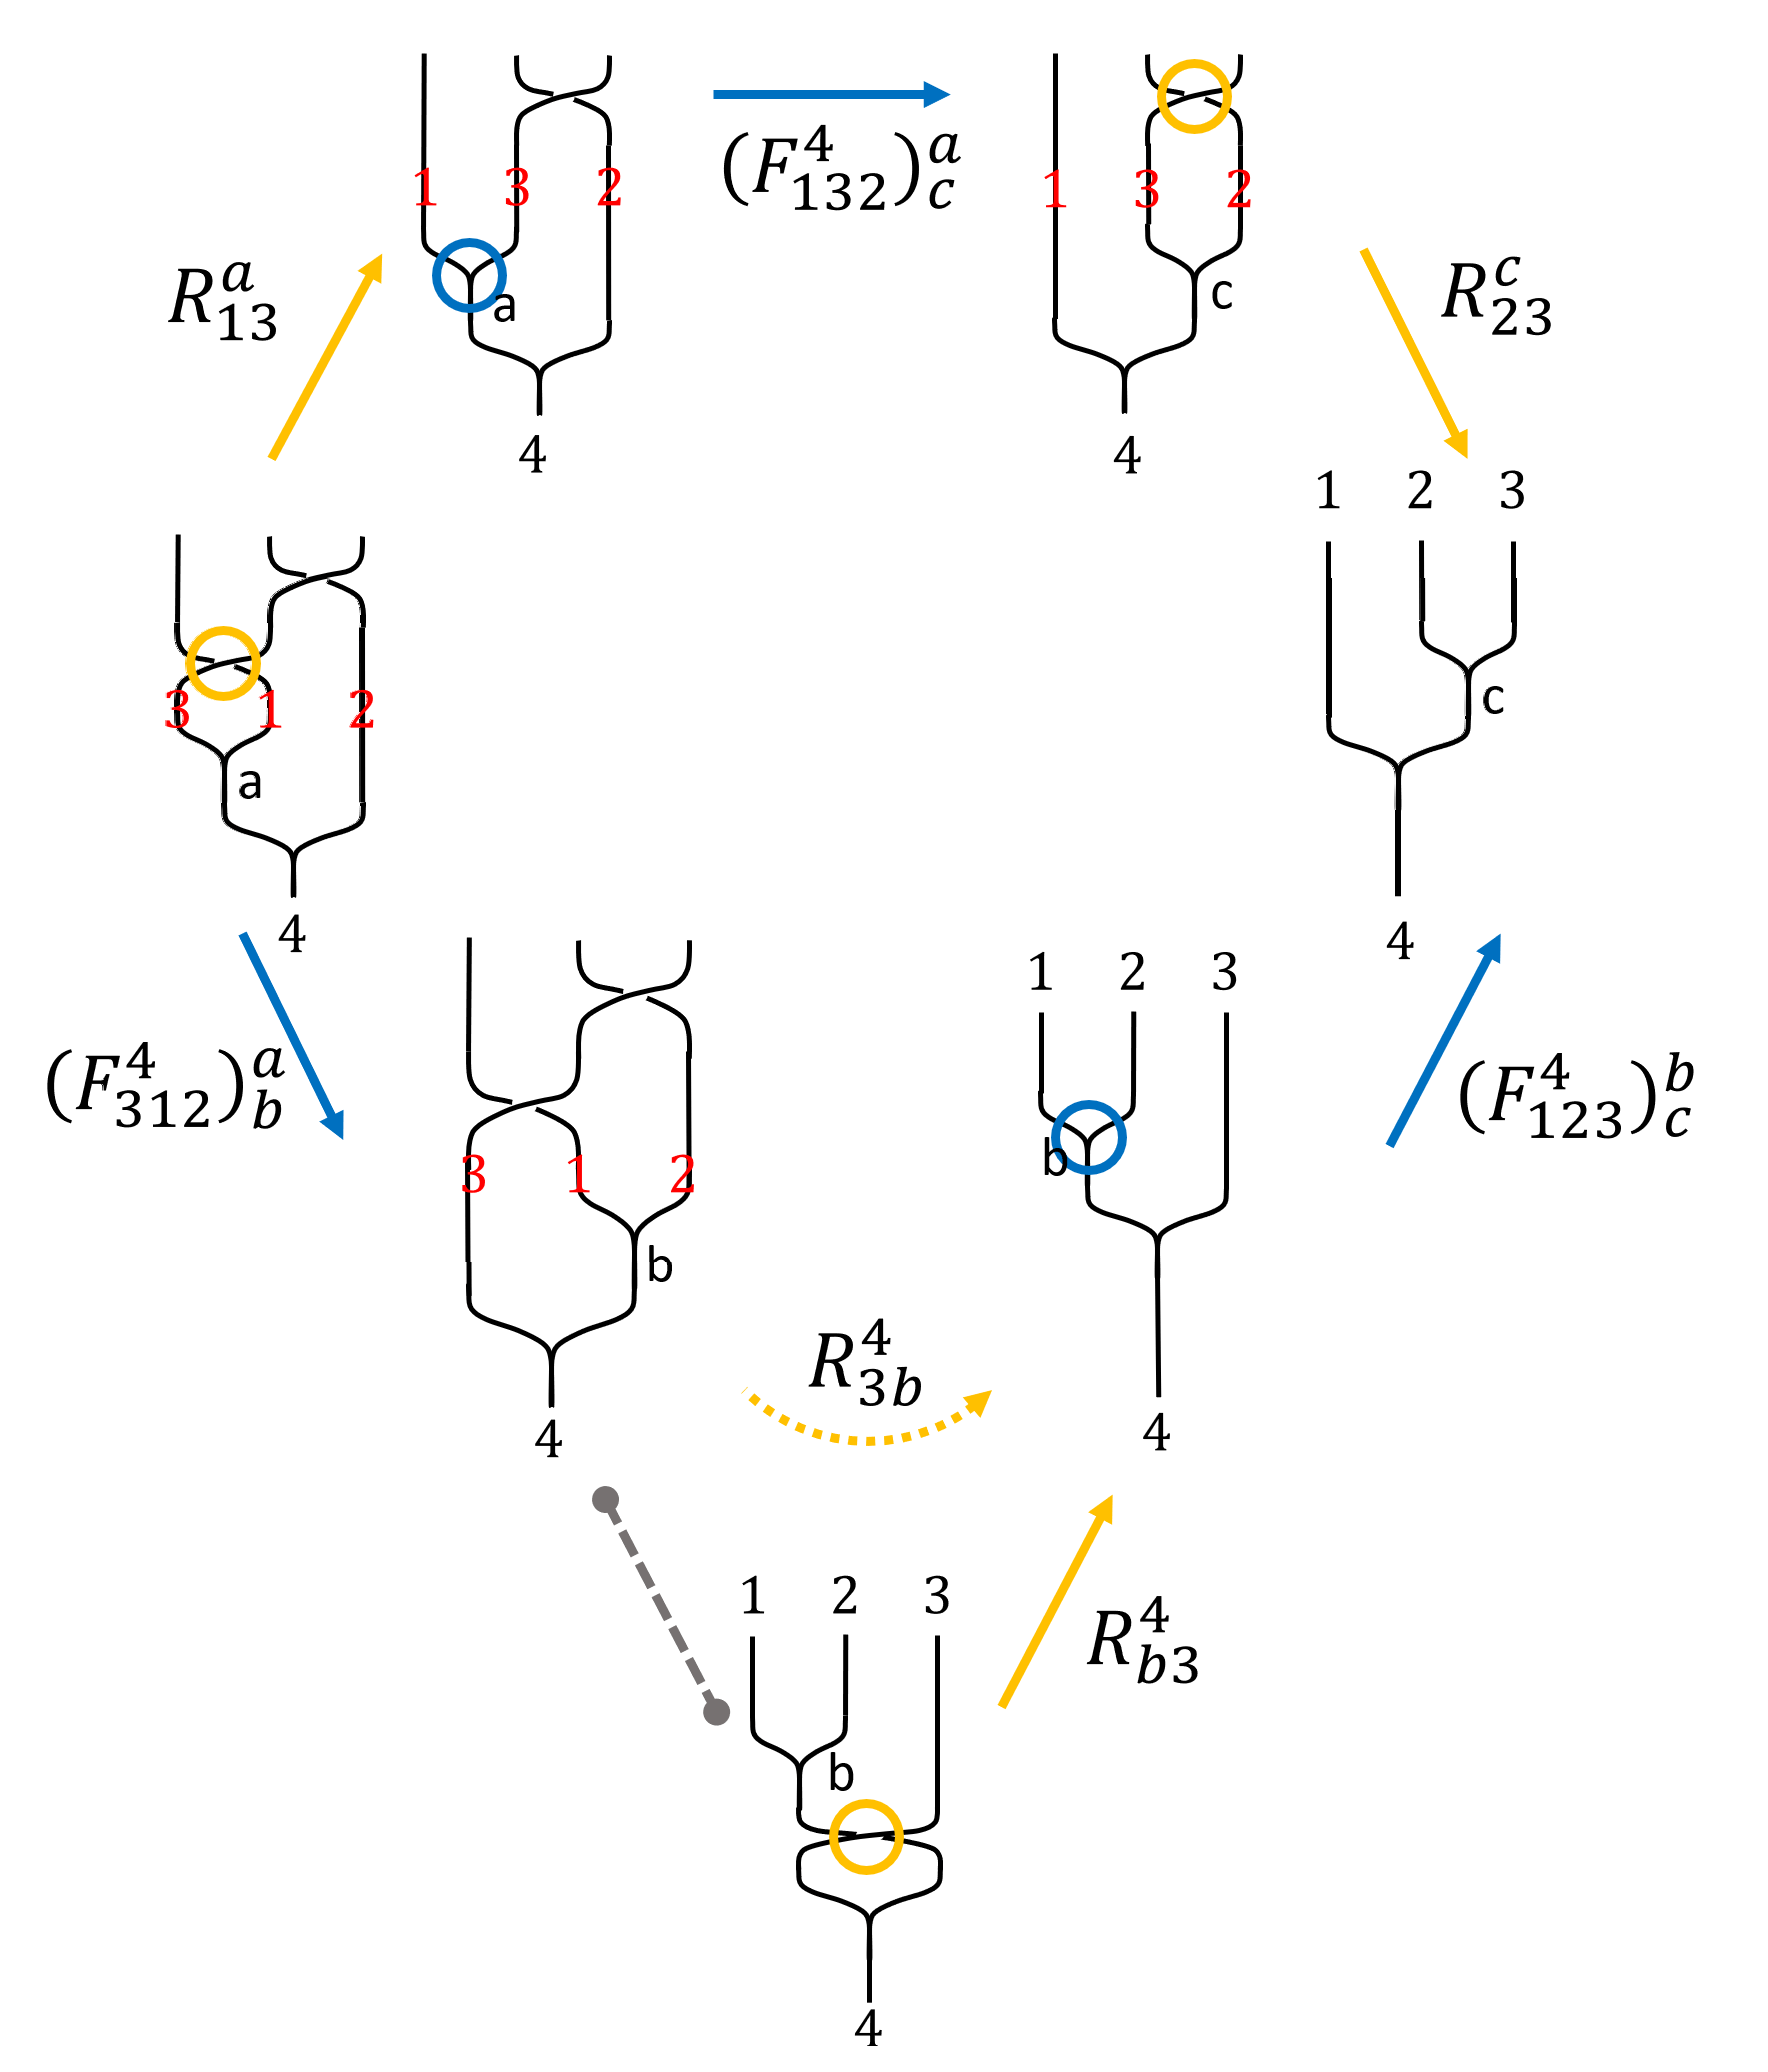 1 3 2
a
4
(F^4_{132})^a_c
1 3 2
c
4
R^a_{13}
R^c_{23}
3 1 2
a
4
1 2 3
c
4
(F^4_{312})^a_b
3 1 2
b
4
1 2 3
b
4
(F^4_{123})^b_c
R^4_{3b}
1 2 3
b
4
R^4_{b3}